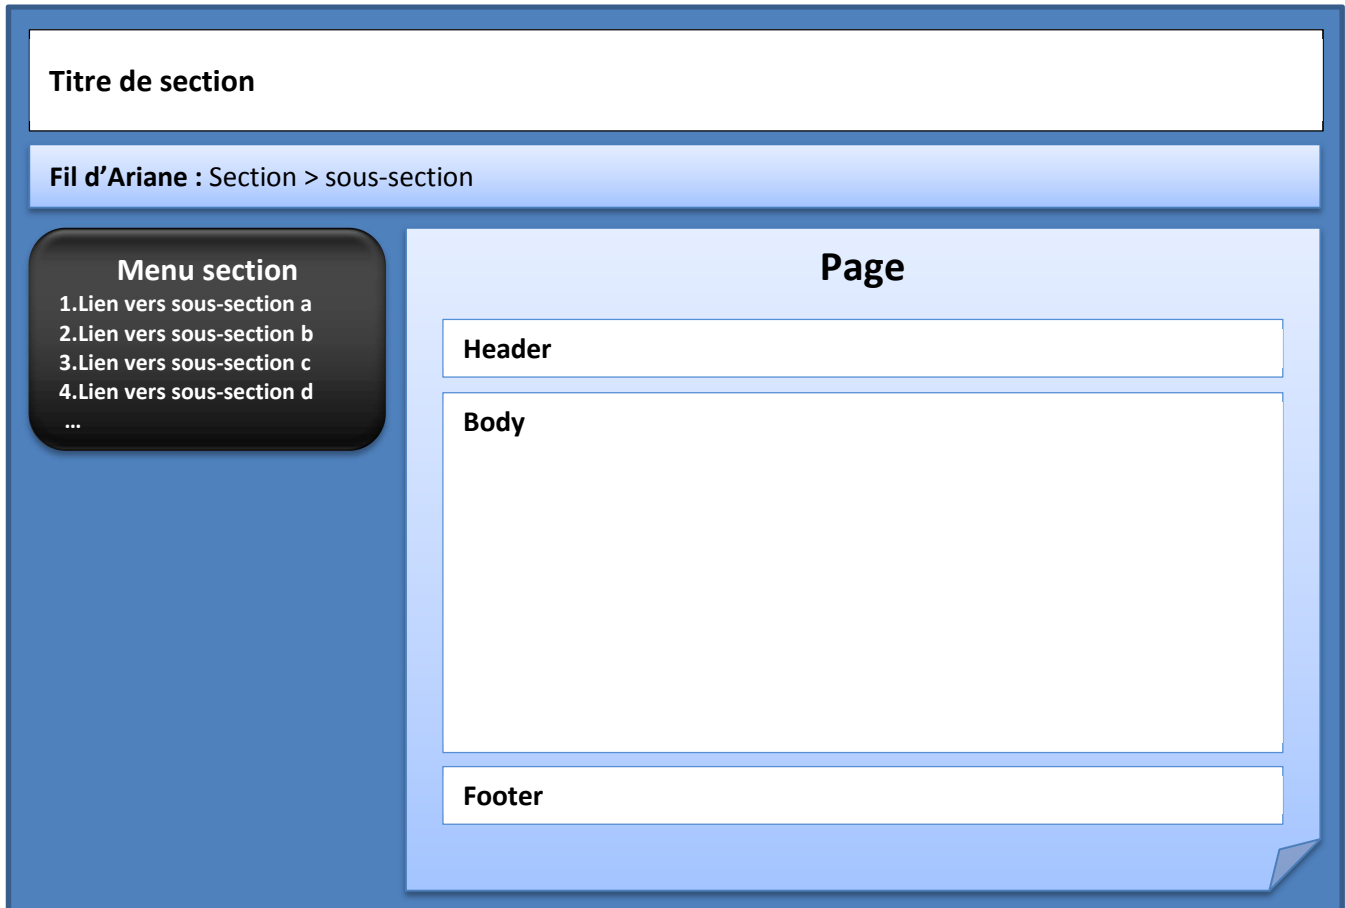 Titre de section
Fil d’Ariane : Section > sous-section
Menu section
1.Lien vers sous-section a
2.Lien vers sous-section b
3.Lien vers sous-section c
4.Lien vers sous-section d
…
Page
Header
Body
Footer